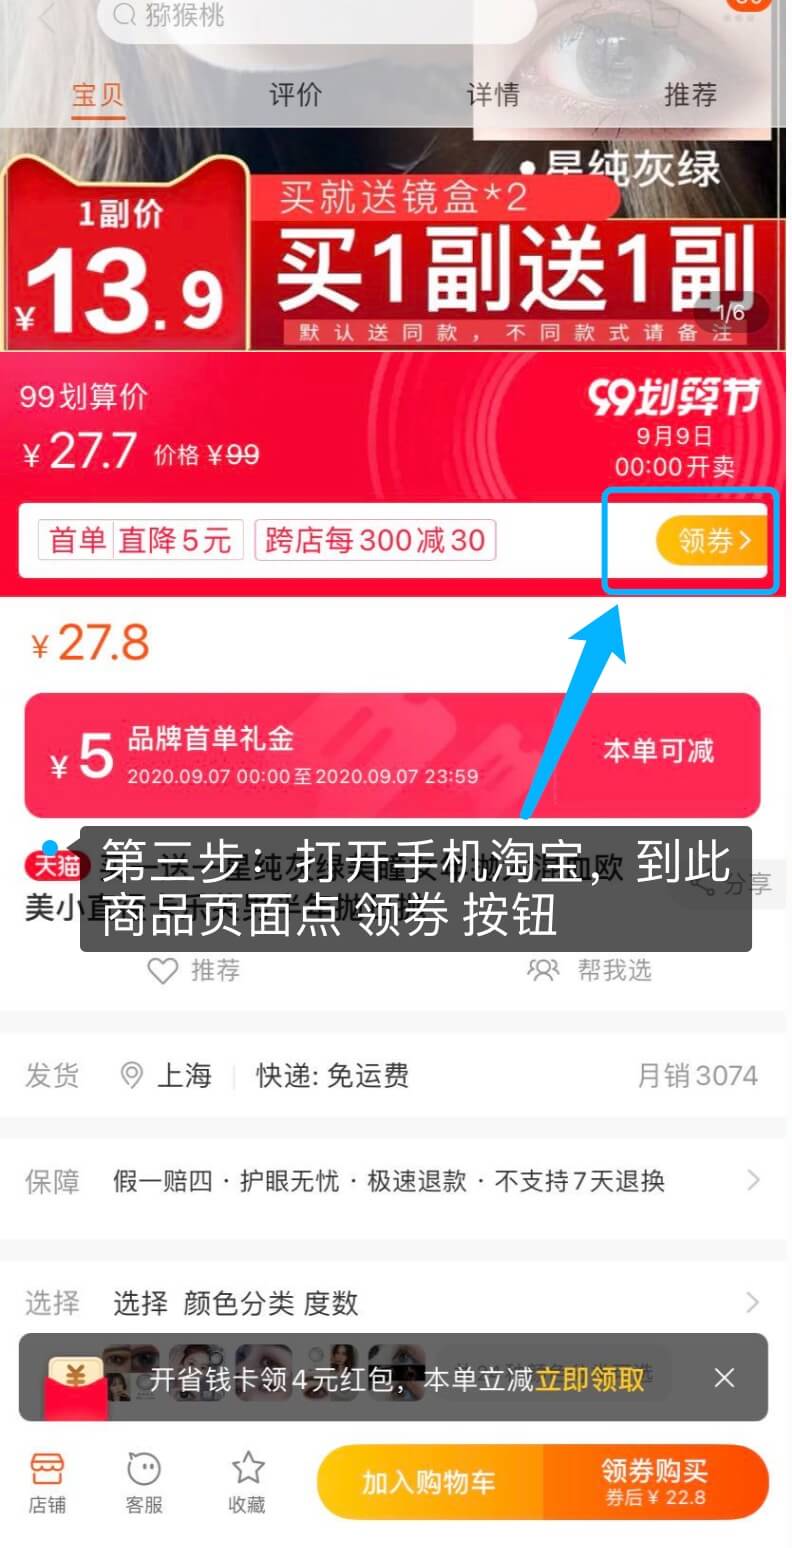 猕猴桃
宝贝 评价 详情 推荐
•星纯灰绿
1副价
¥13.9
买就送镜盒*2
买1副送1副
1/6
默认送同款，不同款式请备注
99划算价
¥27.7 价格 ¥99
99划算节
9月9日
00:00开卖
首单 直降5元 跨店每300减30 领券>
¥27.8
¥5 品牌首单礼金
2020.09.07 00:00至2020.09.07 23:59
本单可减
第三步：打开手机淘宝，到此
商品页面点 领券 按钮
天猫
分享
推荐 帮我选
发货 上海 快递: 免运费 月销3074
保障 假一赔四 · 护眼无忧 · 极速退款 · 不支持7天退换
选择 选择 颜色分类 度数
开省钱卡领4元红包，本单立减立即领取
店铺 客服 收藏 加入购物车 领券购买
券后¥22.8